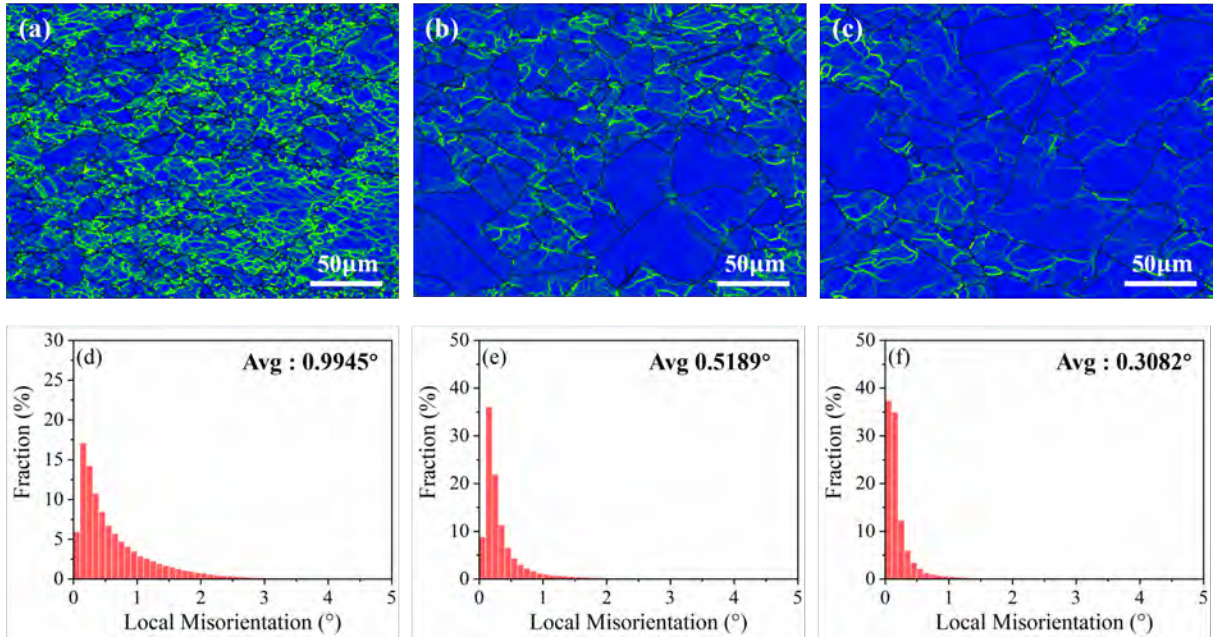 (a)
50μm
(b)
50μm
(c)
50μm
(d)
Avg : 0.9945°
Fraction (%)
30
25
20
15
10
5
0
0 1 2 3 4 5
Local Misorientation (°)
(e)
Avg 0.5189°
Fraction (%)
50
40
30
20
10
0
0 1 2 3 4 5
Local Misorientation (°)
(f)
Avg : 0.3082°
Fraction (%)
50
40
30
20
10
0
0 1 2 3 4 5
Local Misorientation (°)